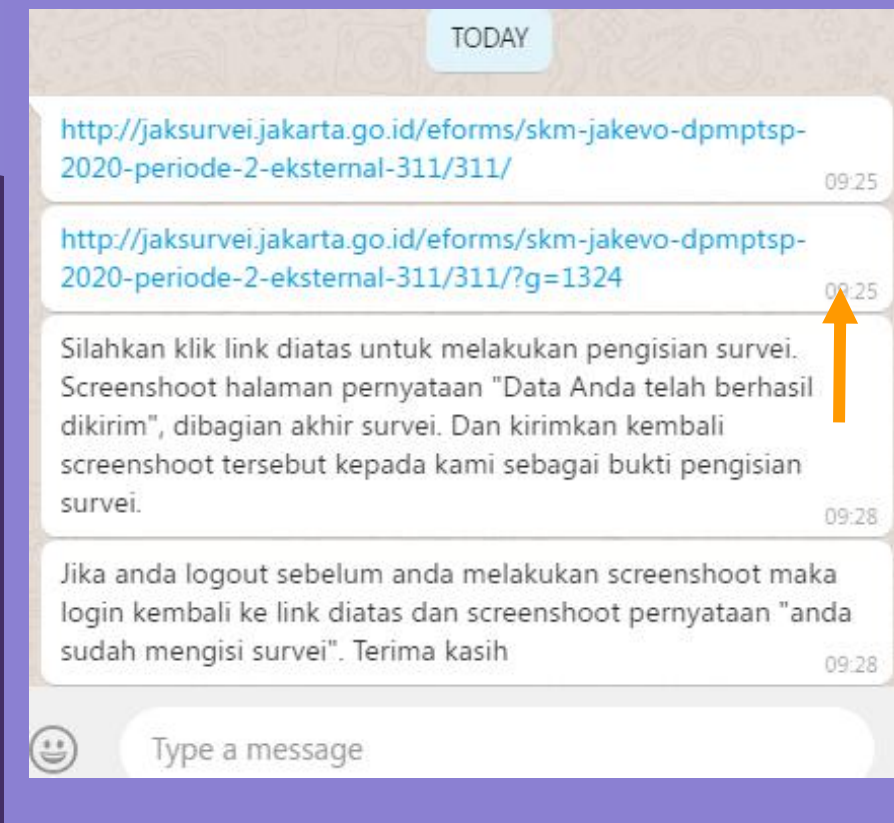 TODAY
http://jaksurvei.jakarta.go.id/eforms/skm-jakevo-dpmptsp-
2020-periode-2-eksternal-311/311/
09:25
http://jaksurvei.jakarta.go.id/eforms/skm-jakevo-dpmptsp-
2020-periode-2-eksternal-311/311/?g=1324
09:25
Silahkan klik link diatas untuk melakukan pengisian survei.
Screenshoot halaman pernyataan "Data Anda telah berhasil
dikirim", dibagian akhir survei. Dan kirimkan kembali
screenshoot tersebut kepada kami sebagai bukti pengisian
survei.
09:28
Jika anda logout sebelum anda melakukan screenshoot maka
login kembali ke link diatas dan screenshoot pernyataan "anda
sudah mengisi survei". Terima kasih
09:28
Type a message